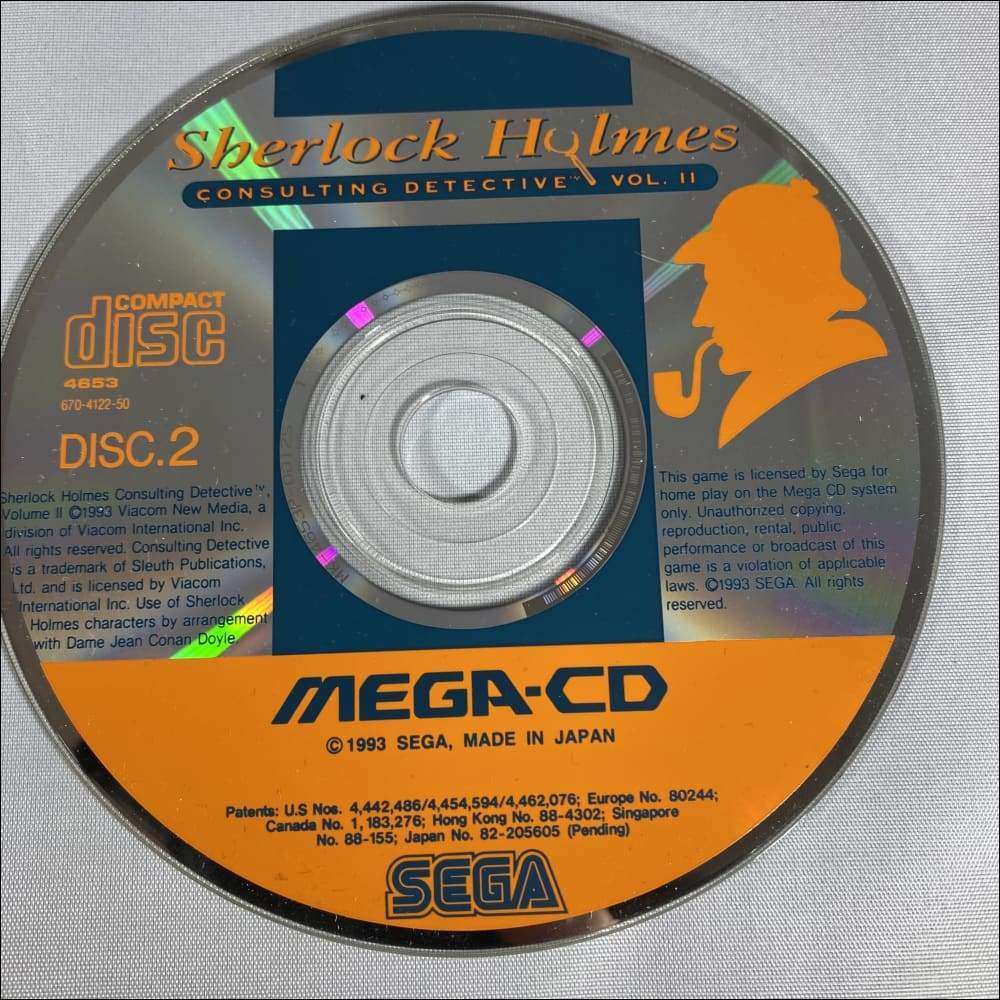 Sherlock Holmes
CONSULTING DETECTIVE™ VOL. II
COMPACT
disc
4653
670-4122-50
DISC.2
Sherlock Holmes Consulting Detective™,
Volume II ©1993 Viacom New Media, a
division of Viacom International Inc.
All rights reserved. Consulting Detective
is a trademark of Sleuth Publications,
Ltd. and is licensed by Viacom
International Inc. Use of Sherlock
Holmes characters by arrangement
with Dame Jean Conan Doyle.
This game is licensed by Sega for
home play on the Mega CD system
only. Unauthorized copying,
reproduction, rental, public
performance or broadcast of this
game is a violation of applicable
laws. ©1993 SEGA. All rights
reserved.
MEGA-CD
©1993 SEGA, MADE IN JAPAN
Patents: U.S Nos. 4,442,486/4,454,594/4,462,076; Europe No. 80244;
Canada No. 1,183,276; Hong Kong No. 88-4302; Singapore
No. 88-155; Japan No. 82-205605 (Pending)
SEGA